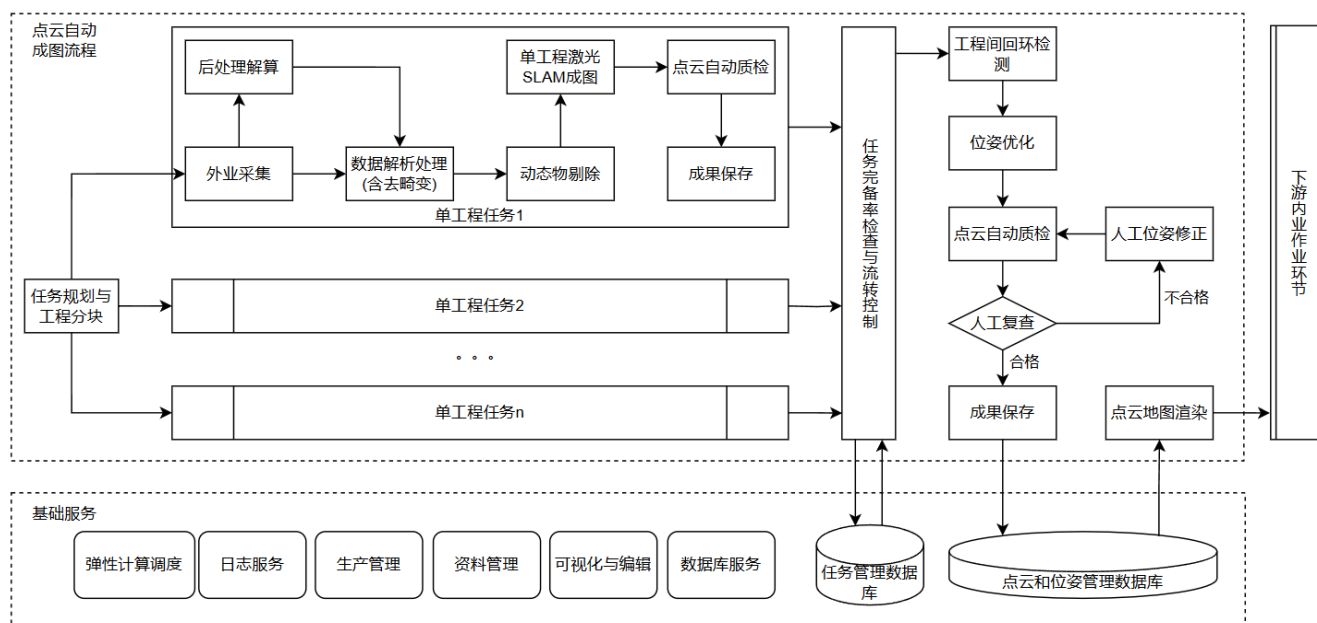 点云自动
成图流程
后处理解算
单工程激光
SLAM成图
点云自动质检
外业采集
数据解析处理
(含去畸变)
动态物剔除
成果保存
单工程任务1
任务规划与
工程分块
单工程任务2
。。。
单工程任务n
任务完备率检查与流转控制
工程间回环检
测
位姿优化
点云自动质检
人工位姿修正
不合格
人工复查
合格
成果保存
点云地图渲染
下游内业作业环节
基础服务
弹性计算调度
日志服务
生产管理
资料管理
可视化与编辑
数据库服务
任务管理数据
库
点云和位姿管理数据库